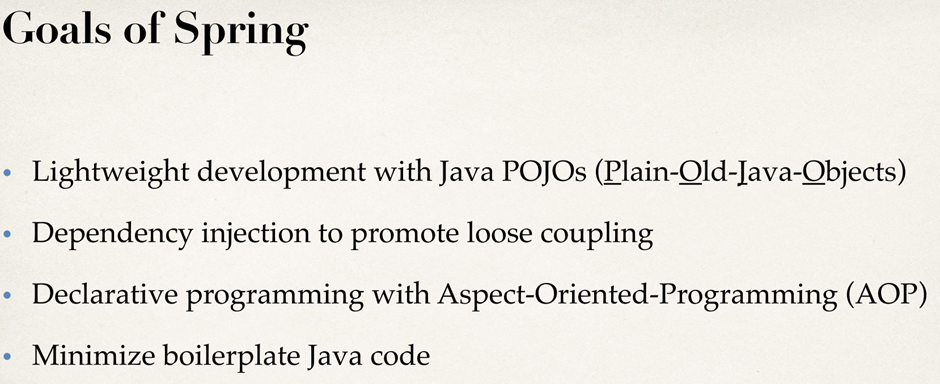 Goals of Spring
• Lightweight development with Java POJOs (Plain-Old-Java-Objects)
• Dependency injection to promote loose coupling
• Declarative programming with Aspect-Oriented-Programming (AOP)
• Minimize boilerplate Java code